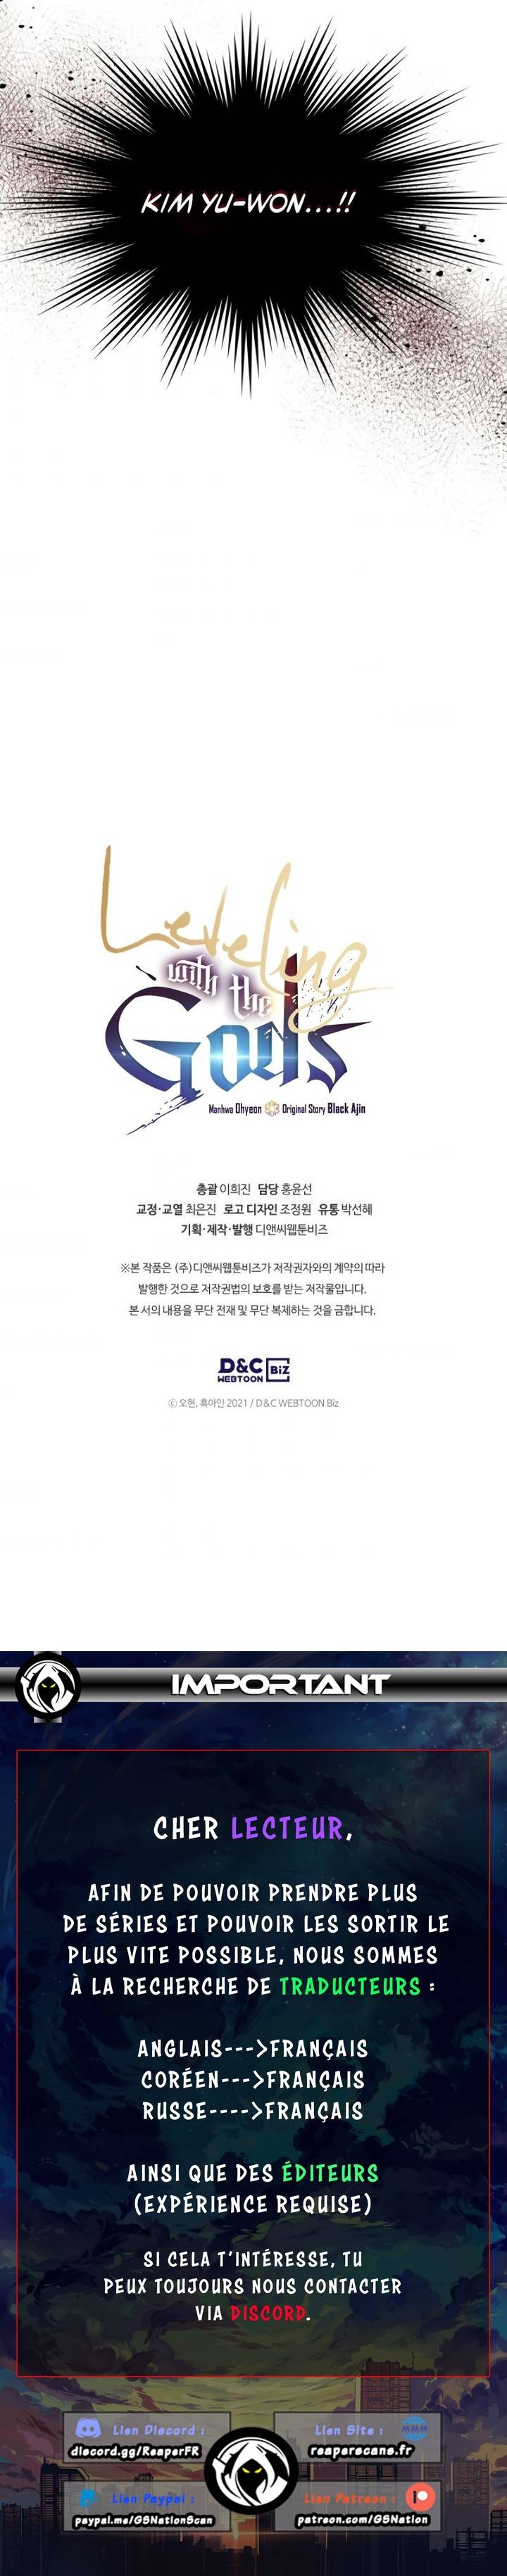 KIM YU-WON...!!
Leveling
with the
Gods
Manhwa Ohyeon Original Story Black Ajin
총괄 이희진 담당 홍윤선
교정·교열 최은진 로고 디자인 조정원 유통 박선혜
기획·제작·발행 디앤씨웹툰비즈
※본 작품은 (주)디앤씨웹툰비즈가 저작권자와의 계약의 따라
발행한 것으로 저작권법의 보호를 받는 저작물입니다.
본 서의 내용을 무단 전재 및 무단 복제하는 것을 금합니다.
D&C
WEBTOON BiZ
ⓒ 오현, 흑아인 2021 / D&C WEBTOON Biz
IMPORTANT
CHER LECTEUR,
AFIN DE POUVOIR PRENDRE PLUS
DE SÉRIES ET POUVOIR LES SORTIR LE
PLUS VITE POSSIBLE, NOUS SOMMES
À LA RECHERCHE DE TRADUCTEURS :
ANGLAIS--->FRANÇAIS
CORÉEN--->FRANÇAIS
RUSSE---->FRANÇAIS
AINSI QUE DES ÉDITEURS
(EXPÉRIENCE REQUISE)
SI CELA T'INTÉRESSE, TU
PEUX TOUJOURS NOUS CONTACTER
VIA DISCORD.
Lien Discord :
discord.gg/ReaperFR
Lien Site :
reaperscans.fr
Lien Paypal :
paypal.me/GSNationScan
Lien Patreon :
patreon.com/GSNation